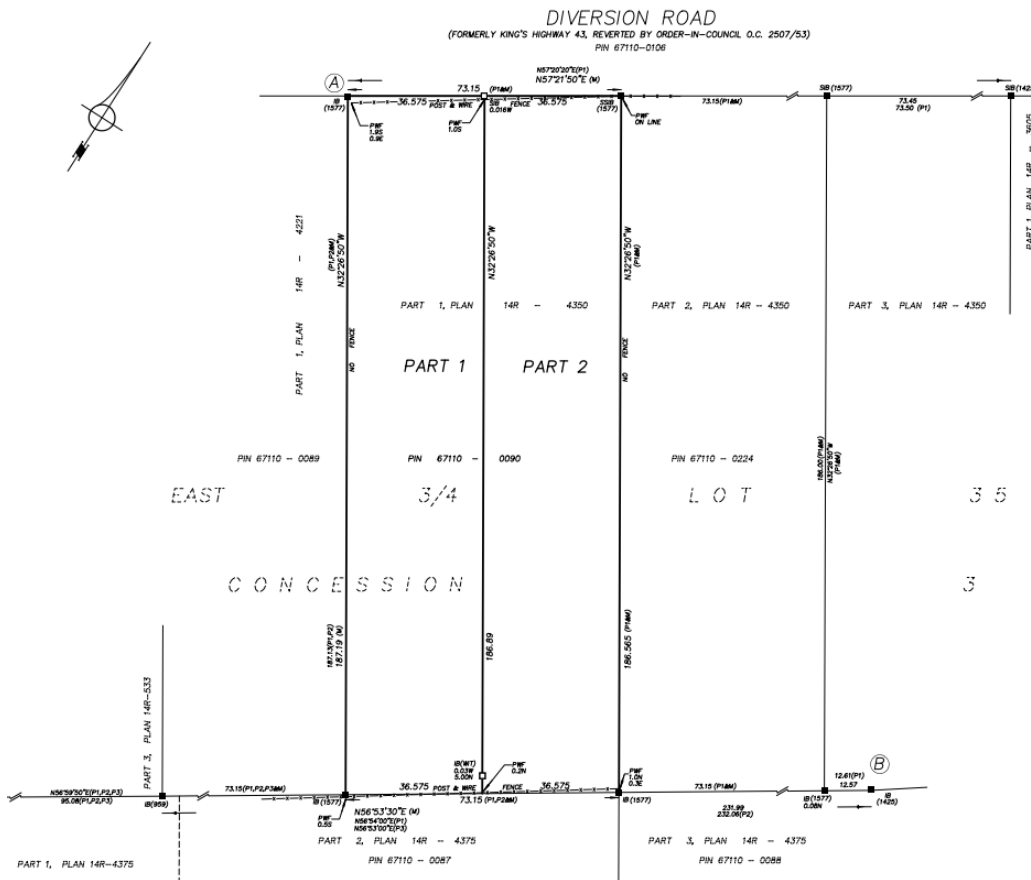 DIVERSION ROAD
(FORMERLY KING'S HIGHWAY 43, REVERTED BY ORDER-IN-COUNCIL O.C. 2507/53)
PIN 67110-0106
N57°20'20"E(P1)
N57°21'50"E (M)
A
73.15 (P1&M)
IB
(1577)
36.575 POST & WIRE
SIB
0.016W
FENCE 36.575
SSIB
(1577)
73.15(P1&M)
SIB (1577)
73.45
73.50 (P1)
SIB (1425
PWF
1.9S
0.9E
PWF
1.0S
PWF
ON LINE
PART 1, PLAN 14R - 4221
(P1,P2&M)
N32°26'50"W
N32°26'50"W
N32°26'50"W
(P1&M)
PART 1, PLAN 14R - 3605
PART 1, PLAN 14R - 4350
PART 2, PLAN 14R - 4350
PART 3, PLAN 14R - 4350
NO FENCE
NO FENCE
PART 1
PART 2
PIN 67110 - 0089
PIN 67110 - 0090
PIN 67110 - 0224
186.00(P1&M)
N32°26'50"W
(P1&M)
EAST 3/4 LOT 35
CONCESSION 3
187.13(P1,P2)
187.19 (M)
186.89
186.565 (P1&M)
PART 3, PLAN 14R-533
IB(WIT)
0.03W
5.00N
PWF
0.2N
PWF
1.0N
0.3E
B
N56°59'50"E(P1,P2,P3)
95.08(P1,P2,P3)
IB(959)
73.15(P1,P2,P3&M)
IB (1577)
36.575 POST & WIRE
FENCE 36.575
73.15 (P1,P2&M)
IB (1577)
73.15 (P1&M)
12.61(P1)
12.57
IB(1577)
0.08N
IB
(1425)
PWF
0.5S
N56°53'30"E (M)
N56°54'00"E(P1)
N56°53'00"E(P3)
231.99
232.06(P2)
PART 1, PLAN 14R-4375
PART 2, PLAN 14R - 4375
PIN 67110 - 0087
PART 3, PLAN 14R - 4375
PIN 67110 - 0088